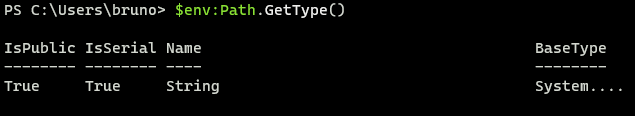 PS C:\Users\bruno> $env:Path.GetType()
IsPublic IsSerial Name                                     BaseType
-------- -------- ----                                     --------
True     True     String                                   System....